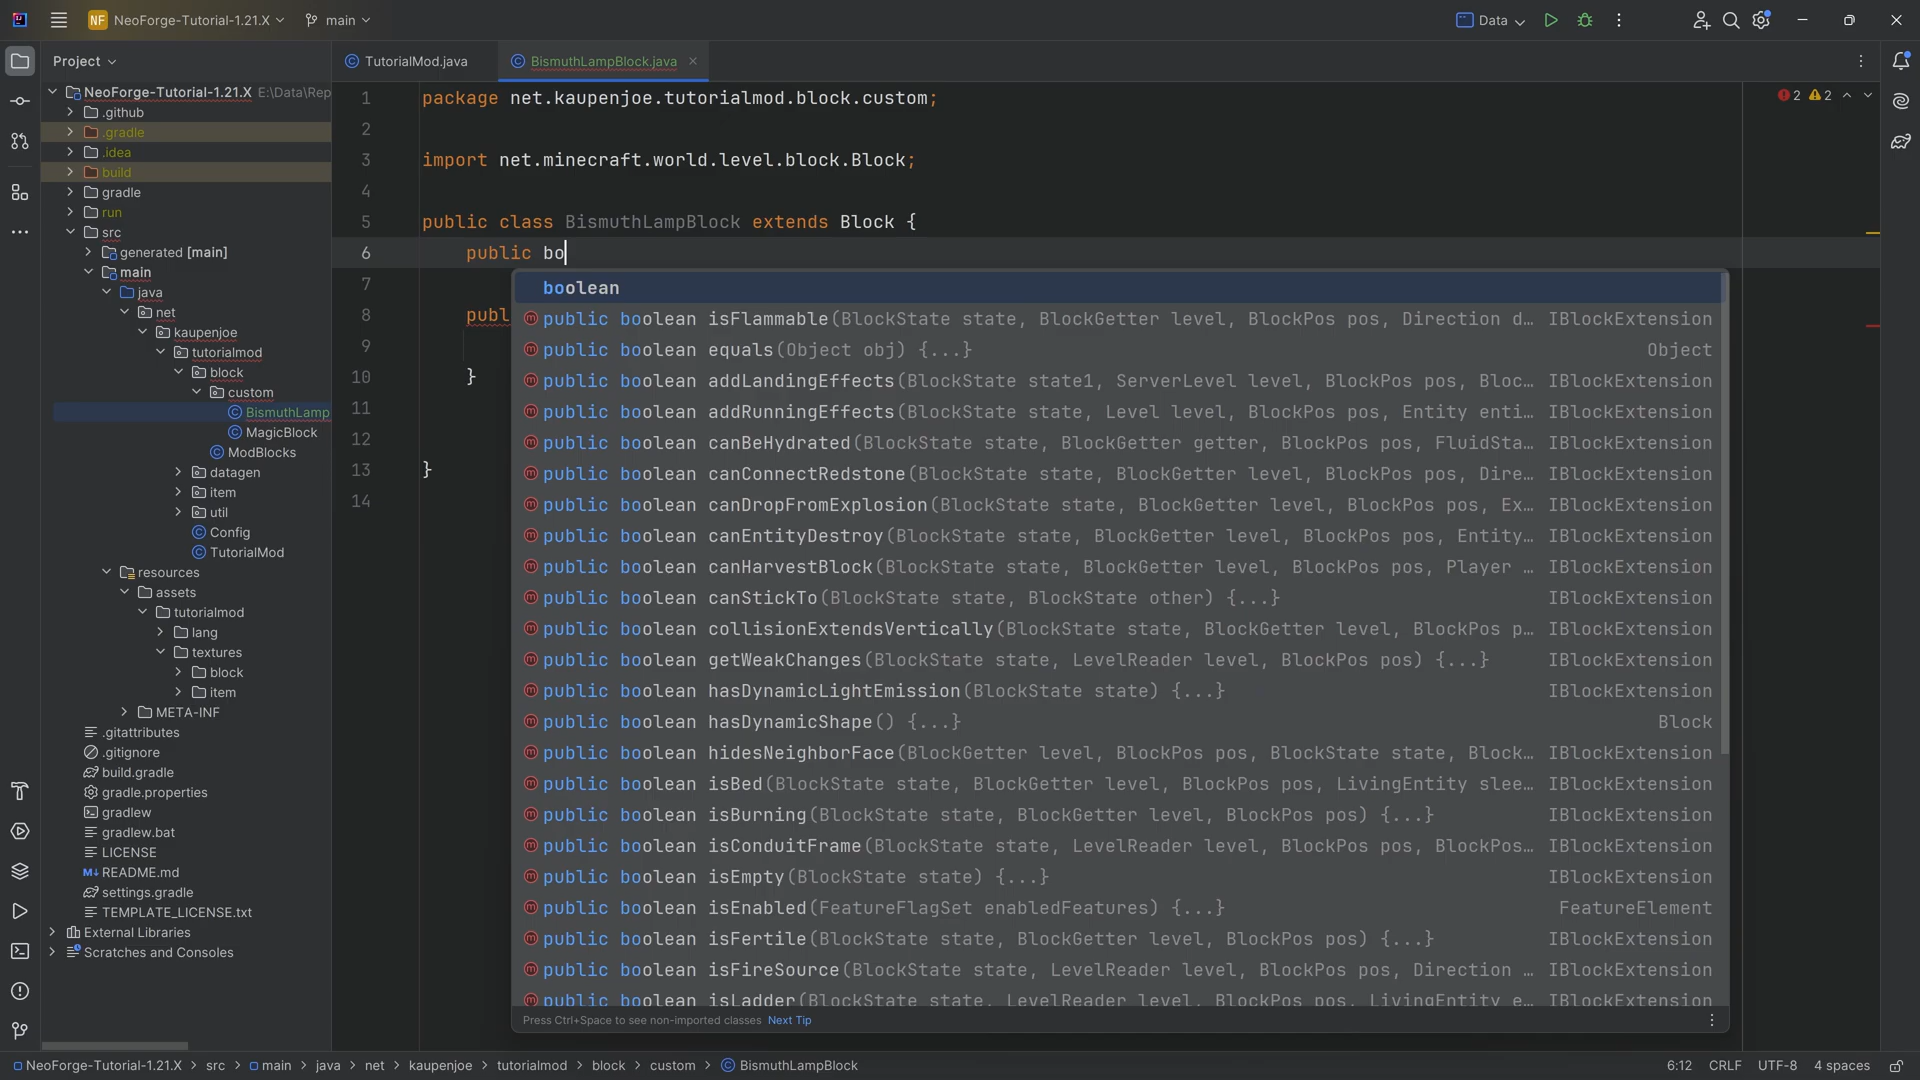 NF NeoForge-Tutorial-1.21.X main Data
Project
TutorialMod.java
BismuthLampBlock.java
NeoForge-Tutorial-1.21.X E:\Data\Rep
.github
.gradle
.idea
build
gradle
run
src
generated [main]
main
java
net
kaupenjoe
tutorialmod
block
custom
BismuthLamp
MagicBlock
ModBlocks
datagen
item
util
Config
TutorialMod
resources
assets
tutorialmod
lang
textures
block
item
META-INF
.gitattributes
.gitignore
build.gradle
gradle.properties
gradlew
gradlew.bat
LICENSE
M↓ README.md
settings.gradle
TEMPLATE_LICENSE.txt
External Libraries
Scratches and Consoles
1 package net.kaupenjoe.tutorialmod.block.custom;
2 2
2
3 import net.minecraft.world.level.block.Block;
4
5 public class BismuthLampBlock extends Block {
6 public bo
7
8 publ
9
10 }
11
12
13 }
14
boolean
public boolean isFlammable(BlockState state, BlockGetter level, BlockPos pos, Direction d… IBlockExtension
public boolean equals(Object obj) {...} Object
public boolean addLandingEffects(BlockState state1, ServerLevel level, BlockPos pos, Bloc… IBlockExtension
public boolean addRunningEffects(BlockState state, Level level, BlockPos pos, Entity enti… IBlockExtension
public boolean canBeHydrated(BlockState state, BlockGetter getter, BlockPos pos, FluidSta… IBlockExtension
public boolean canConnectRedstone(BlockState state, BlockGetter level, BlockPos pos, Dire… IBlockExtension
public boolean canDropFromExplosion(BlockState state, BlockGetter level, BlockPos pos, Ex… IBlockExtension
public boolean canEntityDestroy(BlockState state, BlockGetter level, BlockPos pos, Entity… IBlockExtension
public boolean canHarvestBlock(BlockState state, BlockGetter level, BlockPos pos, Player … IBlockExtension
public boolean canStickTo(BlockState state, BlockState other) {...} IBlockExtension
public boolean collisionExtendsVertically(BlockState state, BlockGetter level, BlockPos p… IBlockExtension
public boolean getWeakChanges(BlockState state, LevelReader level, BlockPos pos) {...} IBlockExtension
public boolean hasDynamicLightEmission(BlockState state) {...} IBlockExtension
public boolean hasDynamicShape() {...} Block
public boolean hidesNeighborFace(BlockGetter level, BlockPos pos, BlockState state, Block… IBlockExtension
public boolean isBed(BlockState state, BlockGetter level, BlockPos pos, LivingEntity slee… IBlockExtension
public boolean isBurning(BlockState state, BlockGetter level, BlockPos pos) {...} IBlockExtension
public boolean isConduitFrame(BlockState state, LevelReader level, BlockPos pos, BlockPos… IBlockExtension
public boolean isEmpty(BlockState state) {...} IBlockExtension
public boolean isEnabled(FeatureFlagSet enabledFeatures) {...} FeatureElement
public boolean isFertile(BlockState state, BlockGetter level, BlockPos pos) {...} IBlockExtension
public boolean isFireSource(BlockState state, LevelReader level, BlockPos pos, Direction … IBlockExtension
public boolean isLadder(BlockState state, LevelReader level, BlockPos pos, LivingEntity e… IBlockExtension
Press Ctrl+Space to see non-imported classes Next Tip
NeoForge-Tutorial-1.21.X > src > main > java > net > kaupenjoe > tutorialmod > block > custom > BismuthLampBlock 6:12 CRLF UTF-8 4 spaces